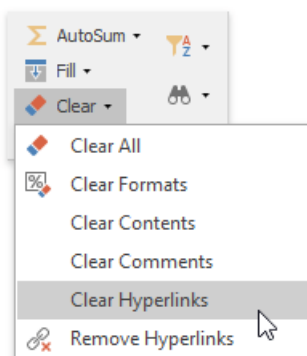 AutoSum
Fill
Clear
Clear All
Clear Formats
Clear Contents
Clear Comments
Clear Hyperlinks
Remove Hyperlinks